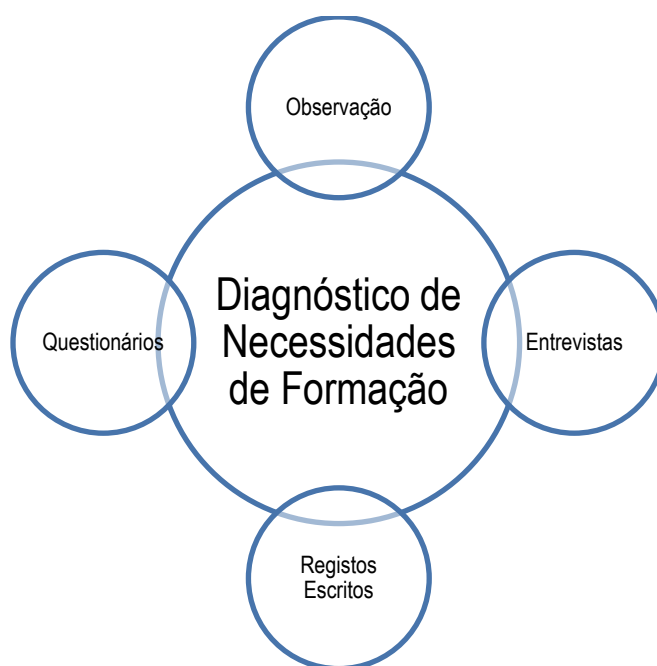 Observação
Questionários
Diagnóstico de
Necessidades
de Formação
Entrevistas
Registos
Escritos